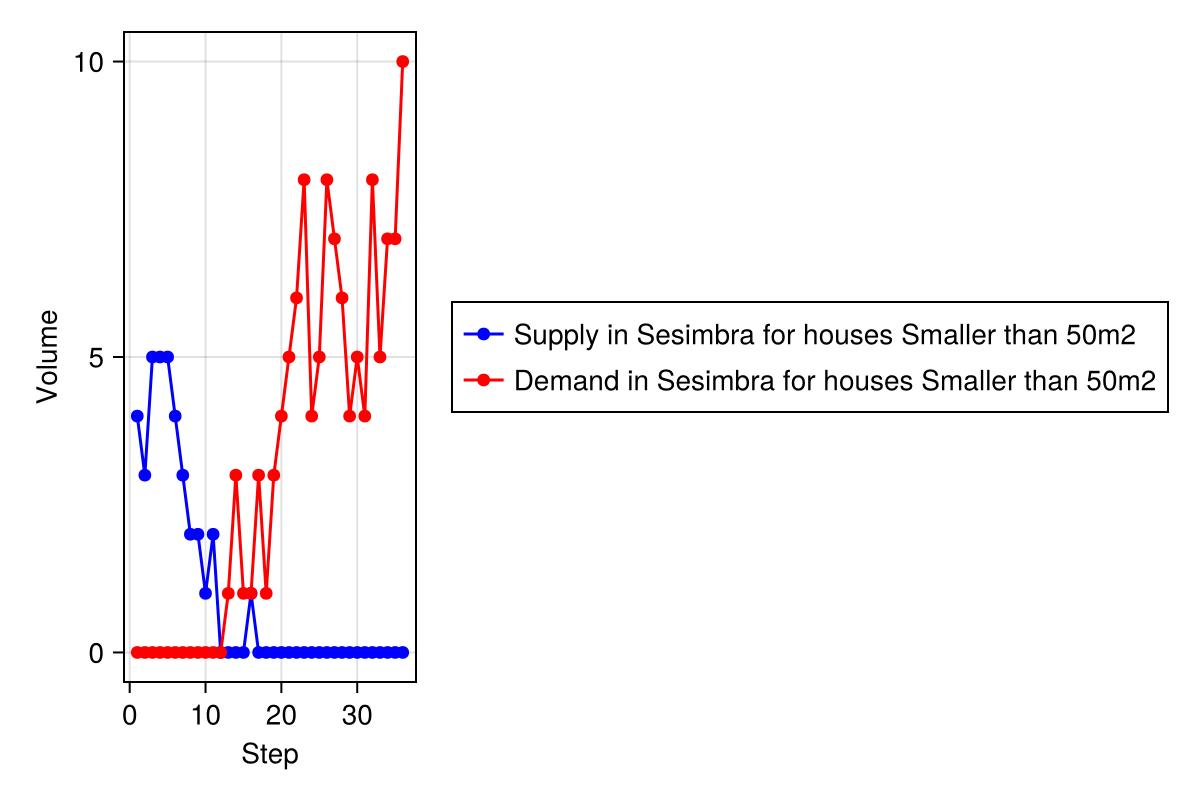 10
5
0
Volume
0 10 20 30
Step
Supply in Sesimbra for houses Smaller than 50m2
Demand in Sesimbra for houses Smaller than 50m2